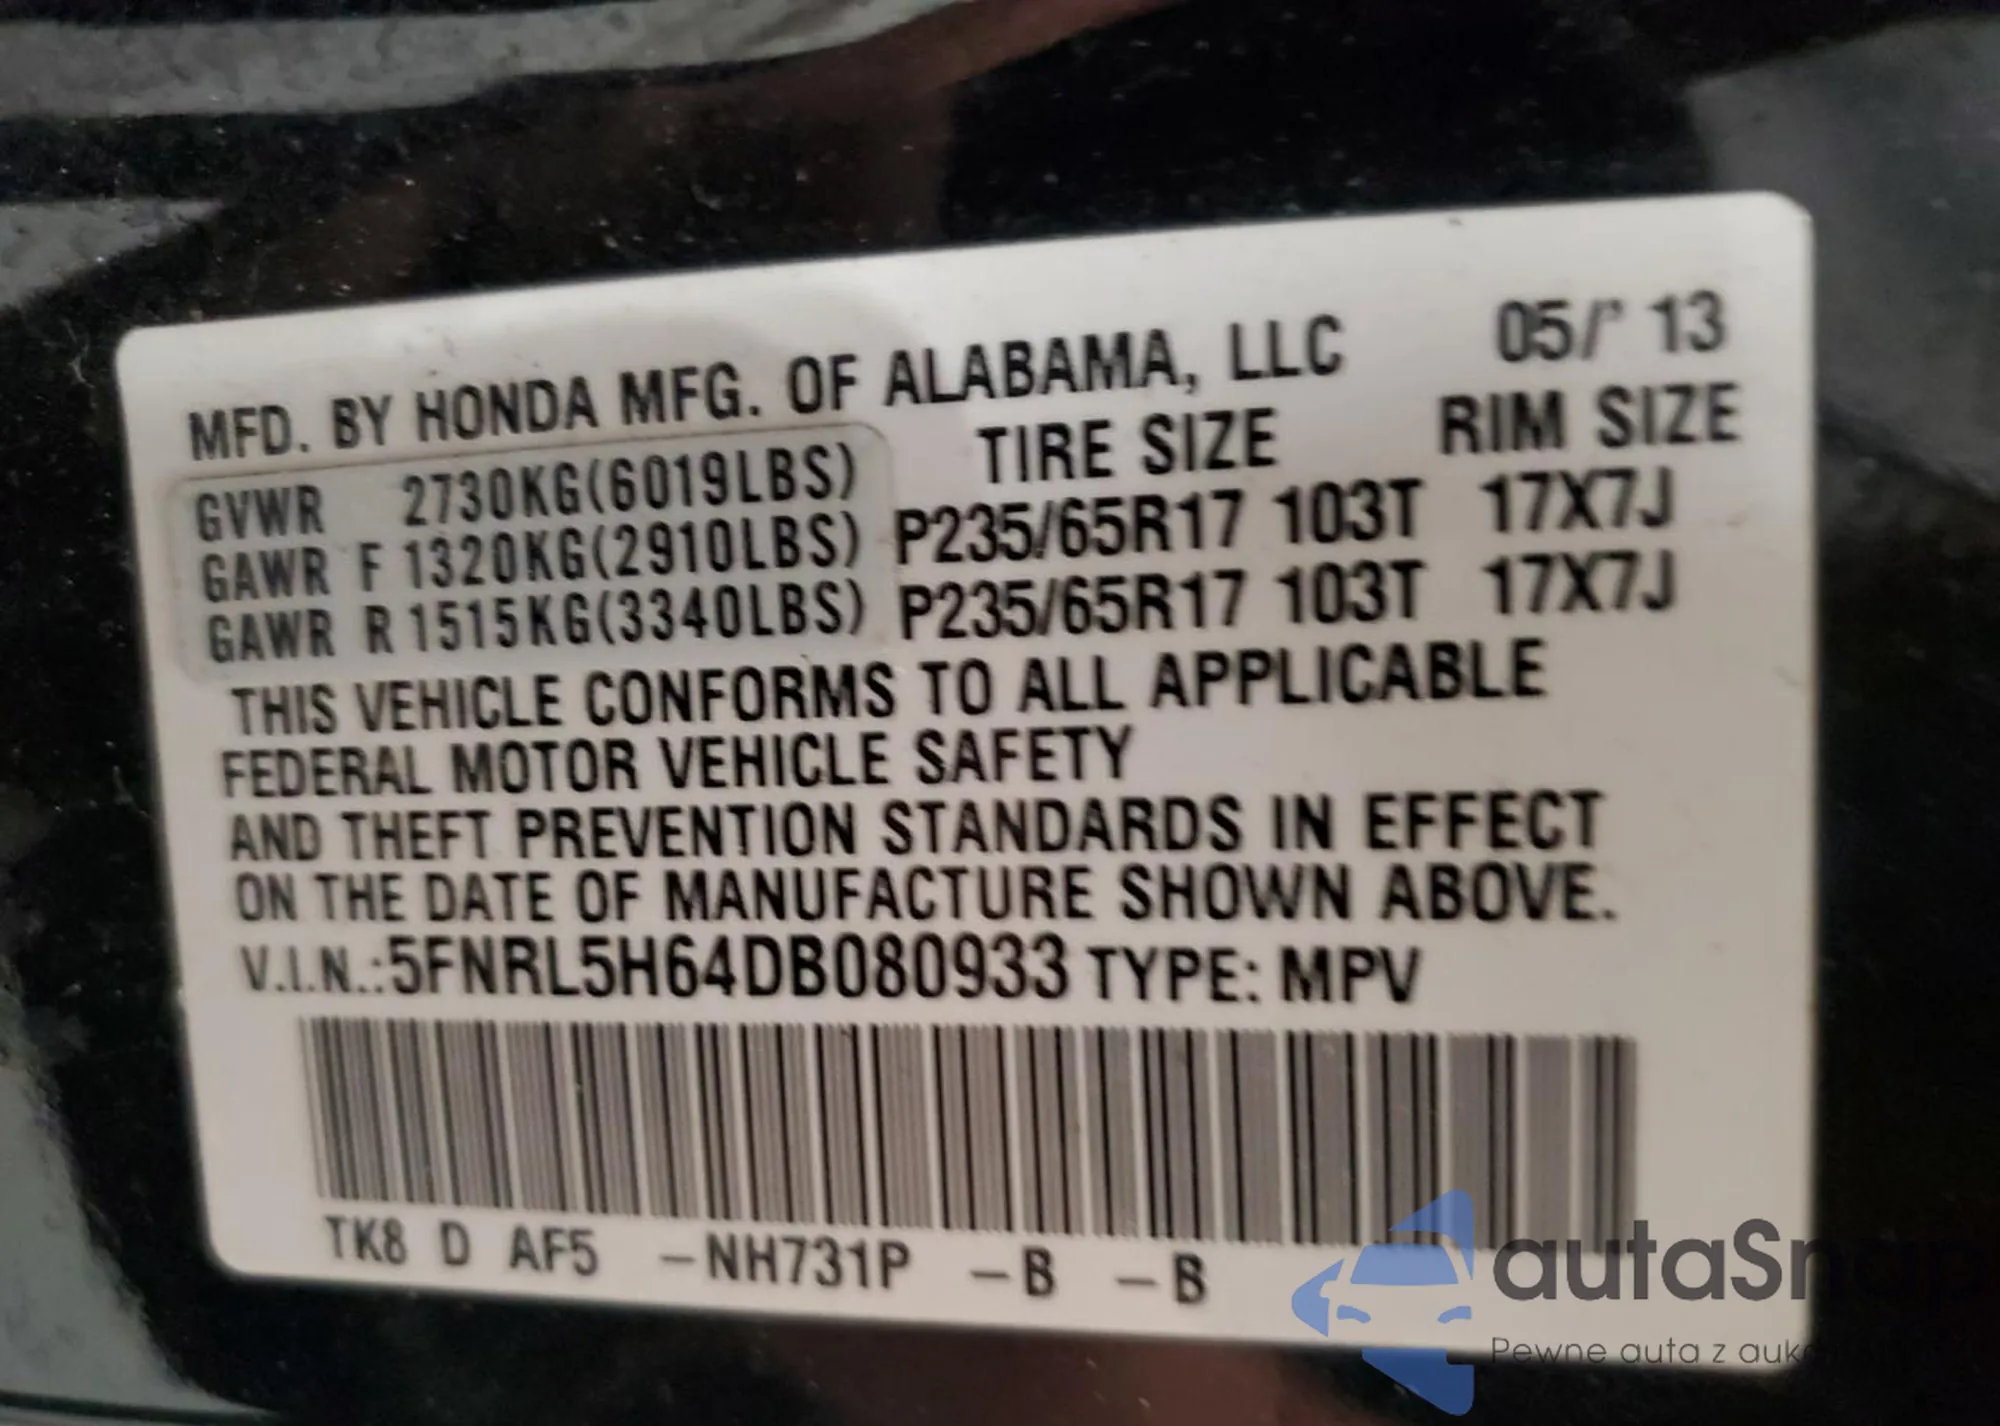 MFD. BY HONDA MFG. OF ALABAMA, LLC 05/' 13
TIRE SIZE RIM SIZE
GVWR 2730KG(6019LBS)
GAWR F 1320KG(2910LBS) P235/65R17 103T 17X7J
GAWR R 1515KG(3340LBS) P235/65R17 103T 17X7J
THIS VEHICLE CONFORMS TO ALL APPLICABLE
FEDERAL MOTOR VEHICLE SAFETY
AND THEFT PREVENTION STANDARDS IN EFFECT
ON THE DATE OF MANUFACTURE SHOWN ABOVE.
V.I.N.:5FNRL5H64DB080933 TYPE: MPV
TK8 D AF5 -NH731P -B -B
Pewne auta z